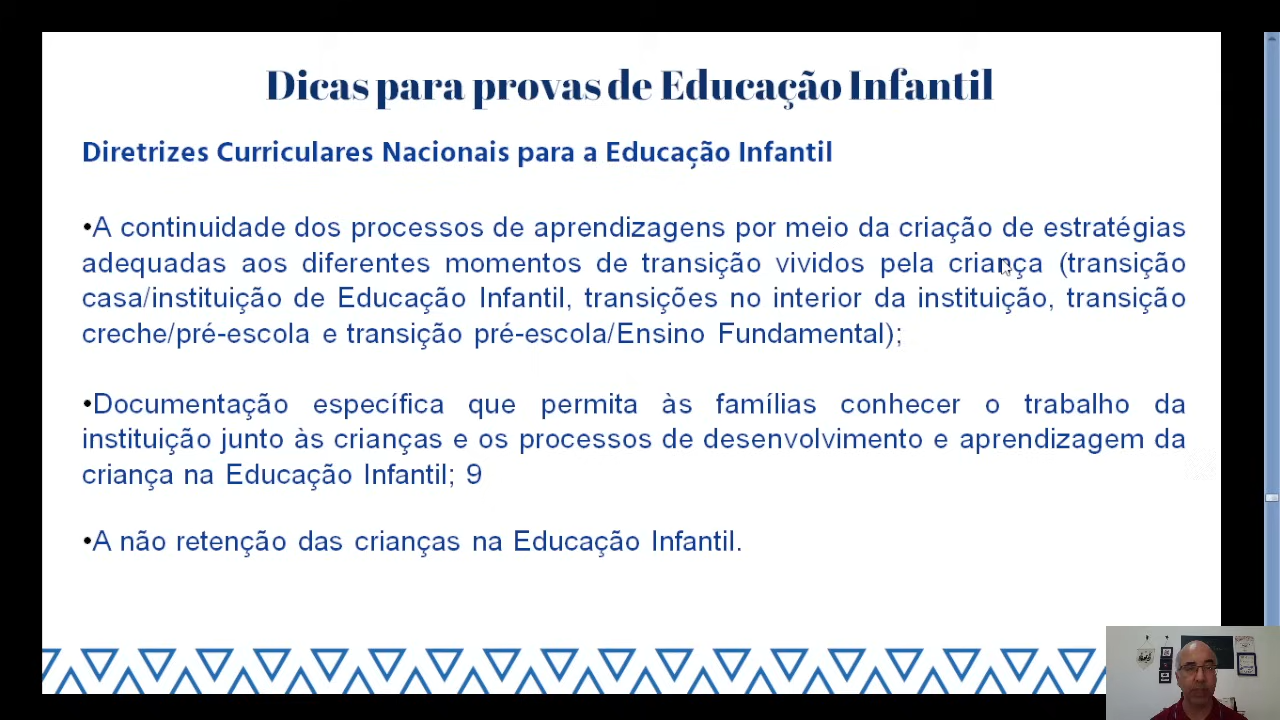 Dicas para provas de Educação Infantil
Diretrizes Curriculares Nacionais para a Educação Infantil
•A continuidade dos processos de aprendizagens por meio da criação de estratégias
adequadas aos diferentes momentos de transição vividos pela criança (transição
casa/instituição de Educação Infantil, transições no interior da instituição, transição
creche/pré-escola e transição pré-escola/Ensino Fundamental);
•Documentação específica que permita às famílias conhecer o trabalho da
instituição junto às crianças e os processos de desenvolvimento e aprendizagem da
criança na Educação Infantil; 9
•A não retenção das crianças na Educação Infantil.